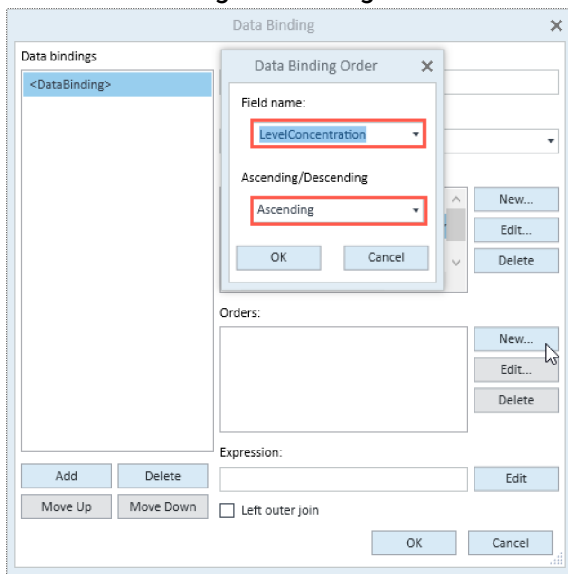 Data Binding
Data bindings
<DataBinding>
Data Binding Order
Field name:
LevelConcentration
Ascending/Descending
Ascending
OK Cancel
New...
Edit...
Delete
Orders:
New...
Edit...
Delete
Expression:
Add Delete
Edit
Move Up Move Down
Left outer join
OK Cancel